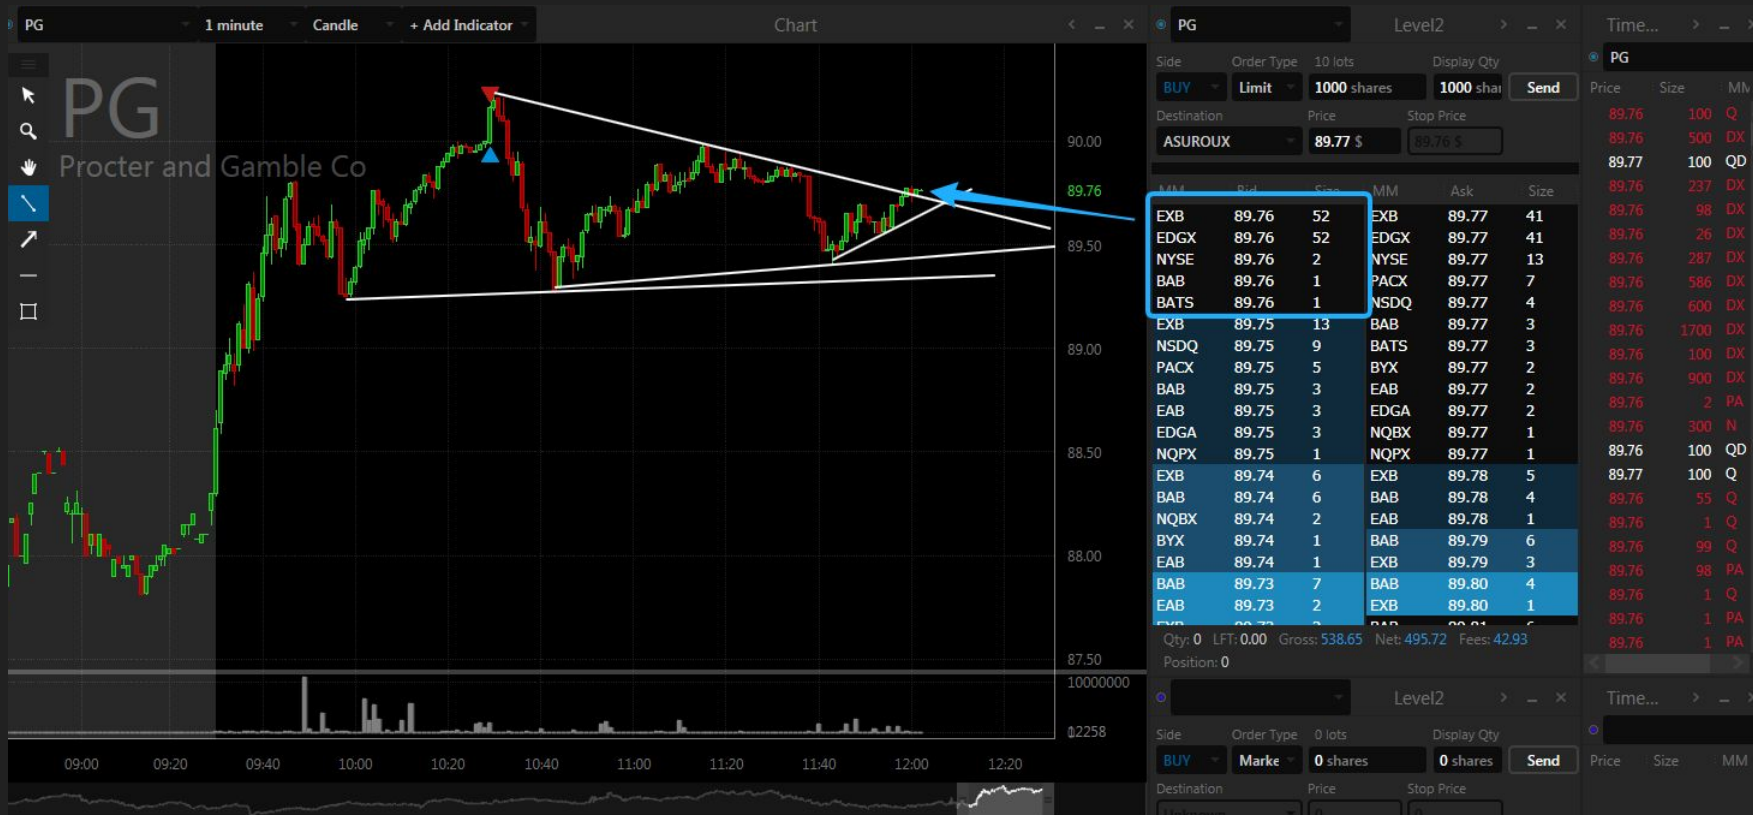 PG 1 minute Candle + Add Indicator Chart
PG
Procter and Gamble Co
90.00
89.76
89.50
89.00
88.50
88.00
87.50
10000000
12258
09:00 09:20 09:40 10:00 10:20 10:40 11:00 11:20 11:40 12:00 12:20
PG Level2
Side Order Type 10 lots Display Qty
BUY Limit 1000 shares 1000 shar Send
Destination Price Stop Price
ASUROUX 89.77 $ 89.76 $
MM Bid Size MM Ask Size
EXB 89.76 52 EXB 89.77 41
EDGX 89.76 52 EDGX 89.77 41
NYSE 89.76 2 NYSE 89.77 13
BAB 89.76 1 PACX 89.77 7
BATS 89.76 1 NSDQ 89.77 4
EXB 89.75 13 BAB 89.77 3
NSDQ 89.75 9 BATS 89.77 3
PACX 89.75 5 BYX 89.77 2
BAB 89.75 3 EAB 89.77 2
EAB 89.75 3 EDGA 89.77 2
EDGA 89.75 3 NQBX 89.77 1
NQPX 89.75 1 NQPX 89.77 1
EXB 89.74 6 EXB 89.78 5
BAB 89.74 6 BAB 89.78 4
NQBX 89.74 2 EAB 89.78 1
BYX 89.74 1 BAB 89.79 6
EAB 89.74 1 EXB 89.79 3
BAB 89.73 7 BAB 89.80 4
EAB 89.73 2 EXB 89.80 1
Qty: 0 LFT: 0.00 Gross: 538.65 Net: 495.72 Fees: 42.93
Position: 0
Level2
Side Order Type 0 lots Display Qty
BUY Marke 0 shares 0 shares Send
Destination Price Stop Price
Time...
PG
Price Size MM
89.76 100 Q
89.76 500 DX
89.77 100 QD
89.76 237 DX
89.76 98 DX
89.76 26 DX
89.76 287 DX
89.76 586 DX
89.76 600 DX
89.76 1700 DX
89.76 100 DX
89.76 900 DX
89.76 2 PA
89.76 300 N
89.76 100 QD
89.77 100 Q
89.76 55 Q
89.76 1 Q
89.76 99 Q
89.76 98 PA
89.76 1 Q
89.76 1 PA
89.76 1 PA
Time...
Price Size MM